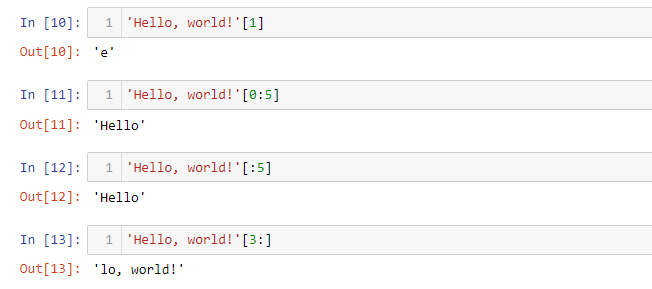 In [10]: 1 'Hello, world!'[1]
Out[10]: 'e'
In [11]: 1 'Hello, world!'[0:5]
Out[11]: 'Hello'
In [12]: 1 'Hello, world!'[:5]
Out[12]: 'Hello'
In [13]: 1 'Hello, world!'[3:]
Out[13]: 'lo, world!'